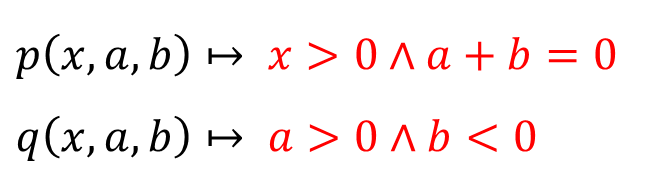 p(x, a, b) ↦ x > 0 ∧ a + b = 0
q(x, a, b) ↦ a > 0 ∧ b < 0